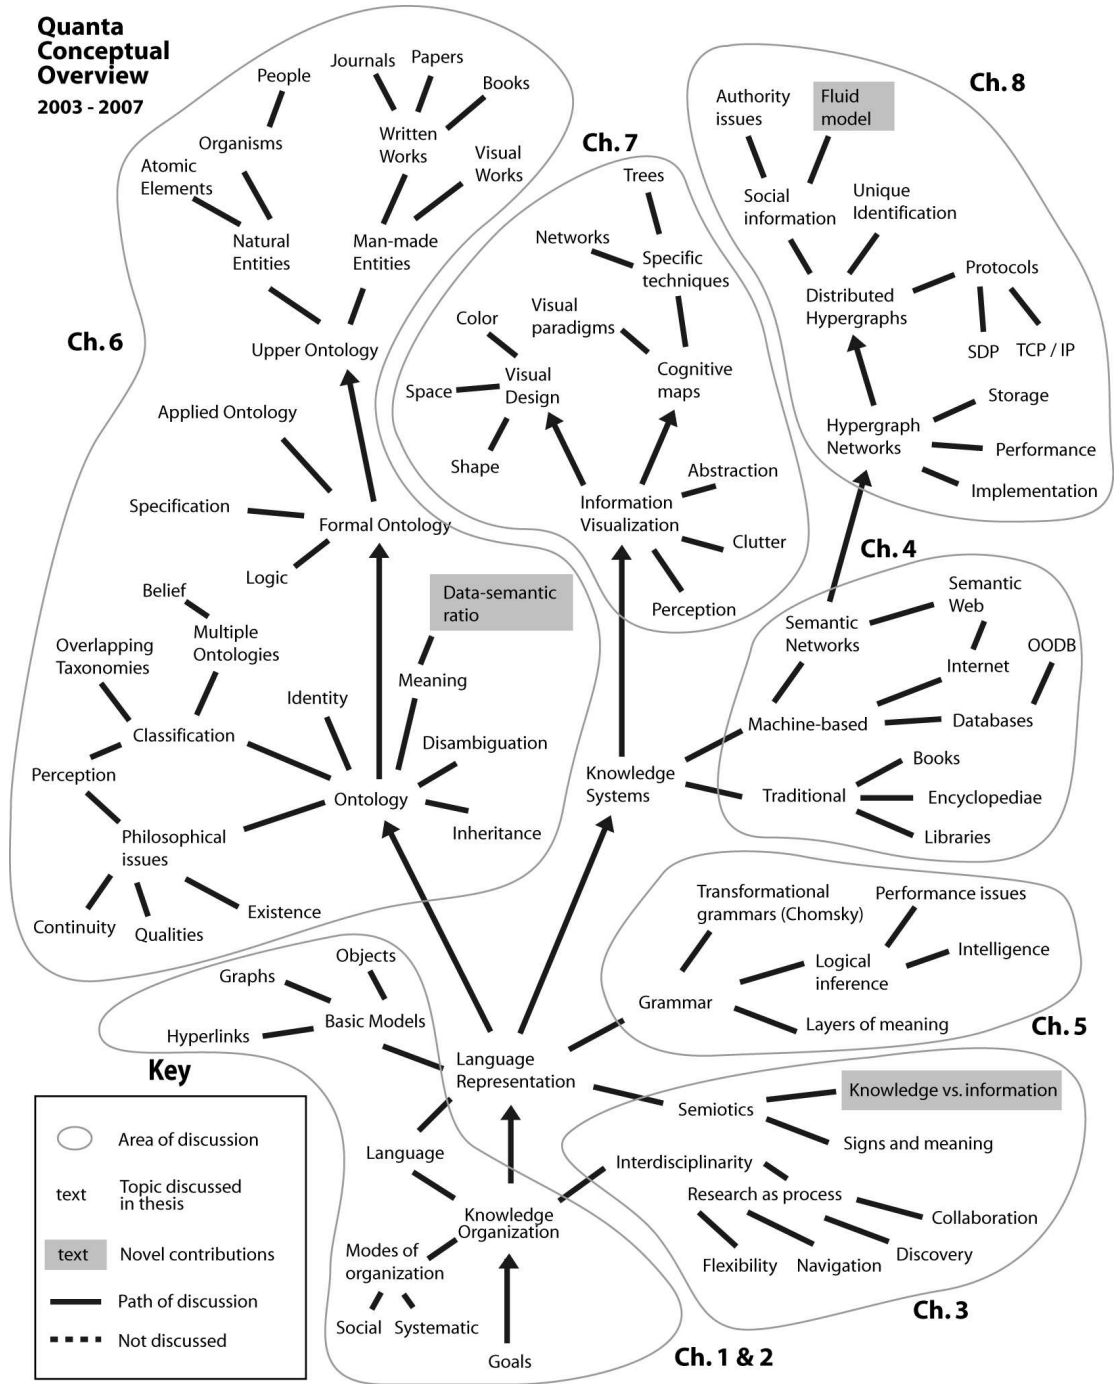 Quanta
Conceptual
Overview
2003 - 2007
Ch. 6
People
Journals
Papers
Books
Organisms
Written
Works
Atomic
Elements
Visual
Works
Natural
Entities
Man-made
Entities
Upper Ontology
Applied Ontology
Specification
Formal Ontology
Logic
Belief
Data-semantic
ratio
Multiple
Ontologies
Overlapping
Taxonomies
Meaning
Identity
Classification
Disambiguation
Perception
Ontology
Inheritance
Philosophical
issues
Continuity
Qualities
Existence
Ch. 7
Trees
Networks
Specific
techniques
Visual
paradigms
Color
Cognitive
maps
Space
Visual
Design
Shape
Abstraction
Information
Visualization
Clutter
Perception
Ch. 8
Authority
issues
Fluid
model
Social
information
Unique
Identification
Protocols
Distributed
Hypergraphs
SDP
TCP / IP
Storage
Hypergraph
Networks
Performance
Implementation
Ch. 4
Semantic
Web
Semantic
Networks
OODB
Internet
Machine-based
Databases
Books
Knowledge
Systems
Traditional
Encyclopediae
Libraries
Transformational
grammars (Chomsky)
Performance issues
Logical
inference
Intelligence
Grammar
Layers of meaning
Ch. 5
Objects
Graphs
Basic Models
Hyperlinks
Language
Representation
Knowledge vs. information
Semiotics
Signs and meaning
Language
Interdisciplinarity
Research as process
Collaboration
Knowledge
Organization
Discovery
Flexibility
Navigation
Ch. 3
Modes of
organization
Social
Systematic
Goals
Ch. 1 & 2
Key
Area of discussion
text
Topic discussed
in thesis
text
Novel contributions
Path of discussion
Not discussed